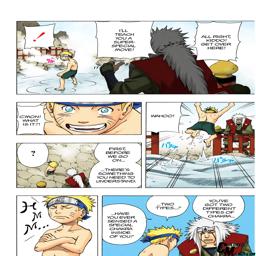 ALL RIGHT,
KIDDO!
GET OVER
HERE!
I'LL
TEACH
YOU A
SUPER-
SPECIAL
MOVE!
!
WAHOO!
C'MON!
WHAT
IS IT?!
FIRST,
BEFORE
WE GO
ON...
THERE'S
SOMETHING
YOU NEED TO
UNDERSTAND.
?
YOU'VE
GOT TWO
DIFFERENT
TYPES OF
CHAKRA.
TWO
TYPES...?
HAVE
YOU EVER
SENSED A
SPECIAL
CHAKRA
INSIDE
OF YOU?
HMM...